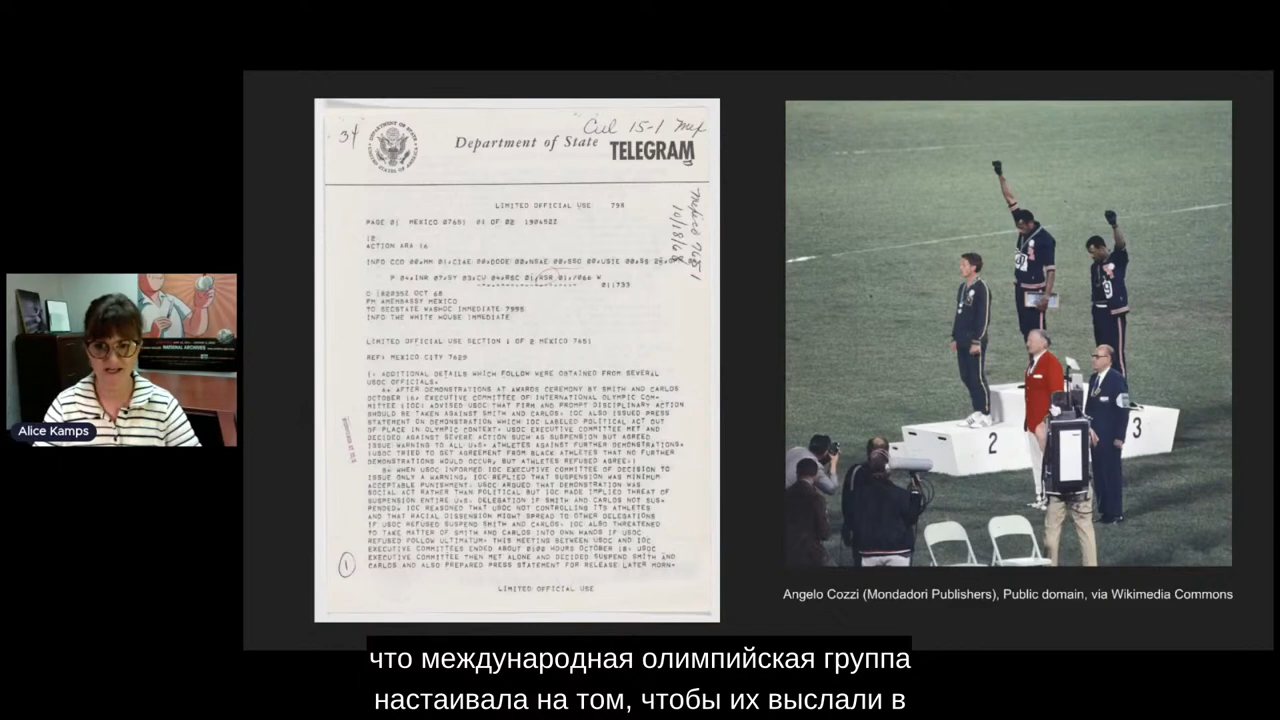 34
Cul 15-1 Mex
Department of State TELEGRAM
LIMITED OFFICIAL USE 798
PAGE 01 MEXICO 07651 01 OF 02 190452Z
ACTION ARA 16
Mexico 7651
10/18/68
FM AMEMBASSY MEXICO
TO SECSTATE WASHDC IMMEDIATE 7995
INFO THE WHITE HOUSE IMMEDIATE
LIMITED OFFICIAL USE SECTION 1 OF 2 MEXICO 7651
REF: MEXICO CITY 7629
1. ADDITIONAL DETAILS WHICH FOLLOW WERE OBTAINED FROM SEVERAL
USOC OFFICIALS.
A. AFTER DEMONSTRATIONS AT AWARDS CEREMONY BY SMITH AND CARLOS
OCTOBER 16, EXECUTIVE COMMITTEE OF INTERNATIONAL OLYMPIC COM-
MITTEE (IOC) ADVISED USOC THAT FIRM AND PROMPT DISCIPLINARY ACTION
SHOULD BE TAKEN AGAINST SMITH AND CARLOS. IOC ALSO ISSUED PRESS
STATEMENT ON DEMONSTRATION WHICH IOC LABELED POLITICAL ACT OUT
OF PLACE IN OLYMPIC CONTEXT. USOC EXECUTIVE COMMITTEE MET AND
DECIDED AGAINST SEVERE ACTION SUCH AS SUSPENSION BUT AGREED
ISSUE WARNING TO ALL U.S. ATHLETES AGAINST FURTHER DEMONSTRATIONS.
(USOC TRIED TO GET AGREEMENT FROM BLACK ATHLETES THAT NO FURTHER
DEMONSTRATIONS WOULD OCCUR, BUT ATHLETES REFUSED AGREE.)
B. WHEN USOC INFORMED IOC EXECUTIVE COMMITTEE OF DECISION TO
ISSUE ONLY A WARNING, IOC REPLIED THAT SUSPENSION WAS MINIMUM
ACCEPTABLE PUNISHMENT. USOC ARGUED THAT DEMONSTRATION WAS
SOCIAL ACT RATHER THAN POLITICAL BUT IOC MADE IMPLIED THREAT OF
SUSPENSION ENTIRE U.S. DELEGATION IF SMITH AND CARLOS NOT SUS-
PENDED. IOC REASONED THAT USOC NOT CONTROLLING ITS ATHLETES
AND THAT RACIAL DISSENSION MIGHT SPREAD TO OTHER DELEGATIONS
IF USOC REFUSED SUSPEND SMITH AND CARLOS. IOC ALSO THREATENED
TO TAKE MATTER OF SMITH AND CARLOS INTO OWN HANDS IF USOC
REFUSED FOLLOW ULTIMATUM. THIS MEETING BETWEEN USOC AND IOC
EXECUTIVE COMMITTEES ENDED ABOUT 0100 HOURS OCTOBER 18. USOC
EXECUTIVE COMMITTEE THEN MET ALONE AND DECIDED SUSPEND SMITH AND
CARLOS AND ALSO PREPARED PRESS STATEMENT FOR RELEASE LATER MORN-
1
LIMITED OFFICIAL USE
2
3
Angelo Cozzi (Mondadori Publishers), Public domain, via Wikimedia Commons
NATIONAL ARCHIVES
Alice Kamps
что международная олимпийская группа
настаивала на том, чтобы их выслали в